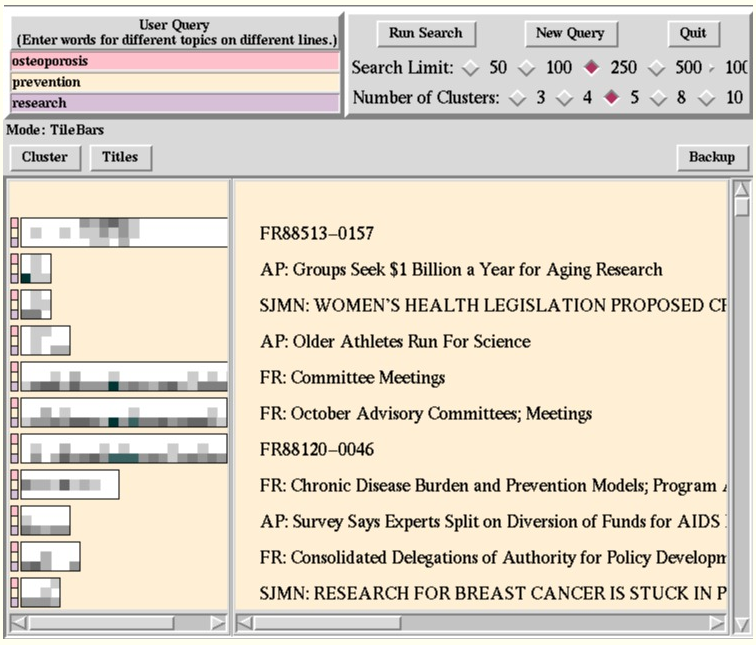 User Query
(Enter words for different topics on different lines.)
osteoporosis
prevention
research
Run Search New Query Quit
Search Limit: 50 100 250 500 100
Number of Clusters: 3 4 5 8 10
Mode: TileBars
Cluster Titles Backup
FR88513-0157
AP: Groups Seek $1 Billion a Year for Aging Research
SJMN: WOMEN'S HEALTH LEGISLATION PROPOSED
AP: Older Athletes Run For Science
FR: Committee Meetings
FR: October Advisory Committees; Meetings
FR88120-0046
FR: Chronic Disease Burden and Prevention Models; Program
AP: Survey Says Experts Split on Diversion of Funds for AIDS
FR: Consolidated Delegations of Authority for Policy Developm
SJMN: RESEARCH FOR BREAST CANCER IS STUCK IN P